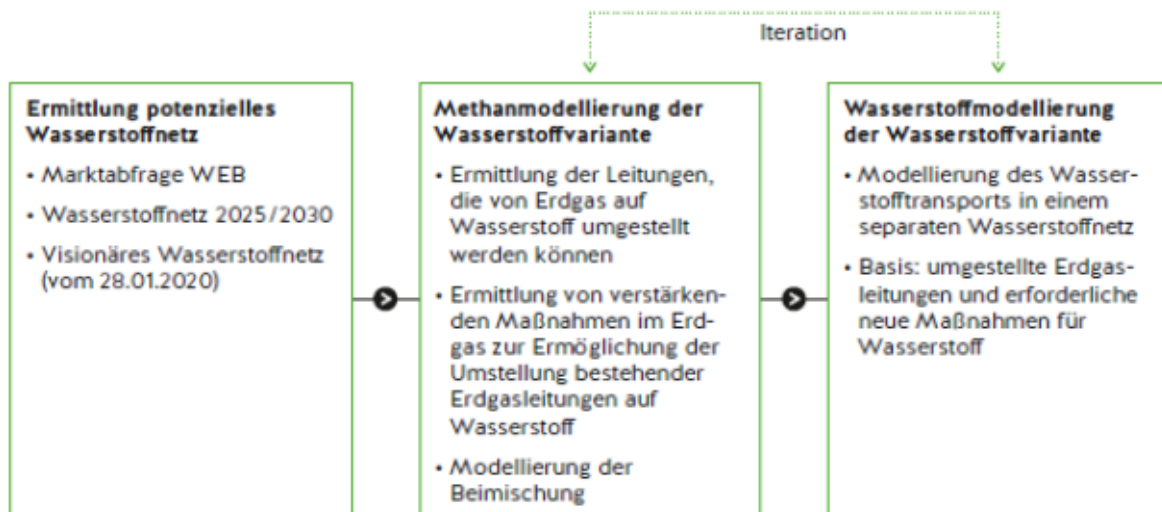 Iteration
Ermittlung potenzielles
Wasserstoffnetz
• Marktabfrage WEB
• Wasserstoffnetz 2025/2030
• Visionäres Wasserstoffnetz
(vom 28.01.2020)
Methanmodellierung der
Wasserstoffvariante
• Ermittlung der Leitungen,
die von Erdgas auf
Wasserstoff umgestellt
werden können
• Ermittlung von verstärken-
den Maßnahmen im Erd-
gas zur Ermöglichung der
Umstellung bestehender
Erdgasleitungen auf
Wasserstoff
• Modellierung der
Beimischung
Wasserstoffmodellierung
der Wasserstoffvariante
• Modellierung des Wasser-
stofftransports in einem
separaten Wasserstoffnetz
• Basis: umgestellte Erdgas-
leitungen und erforderliche
neue Maßnahmen für
Wasserstoff